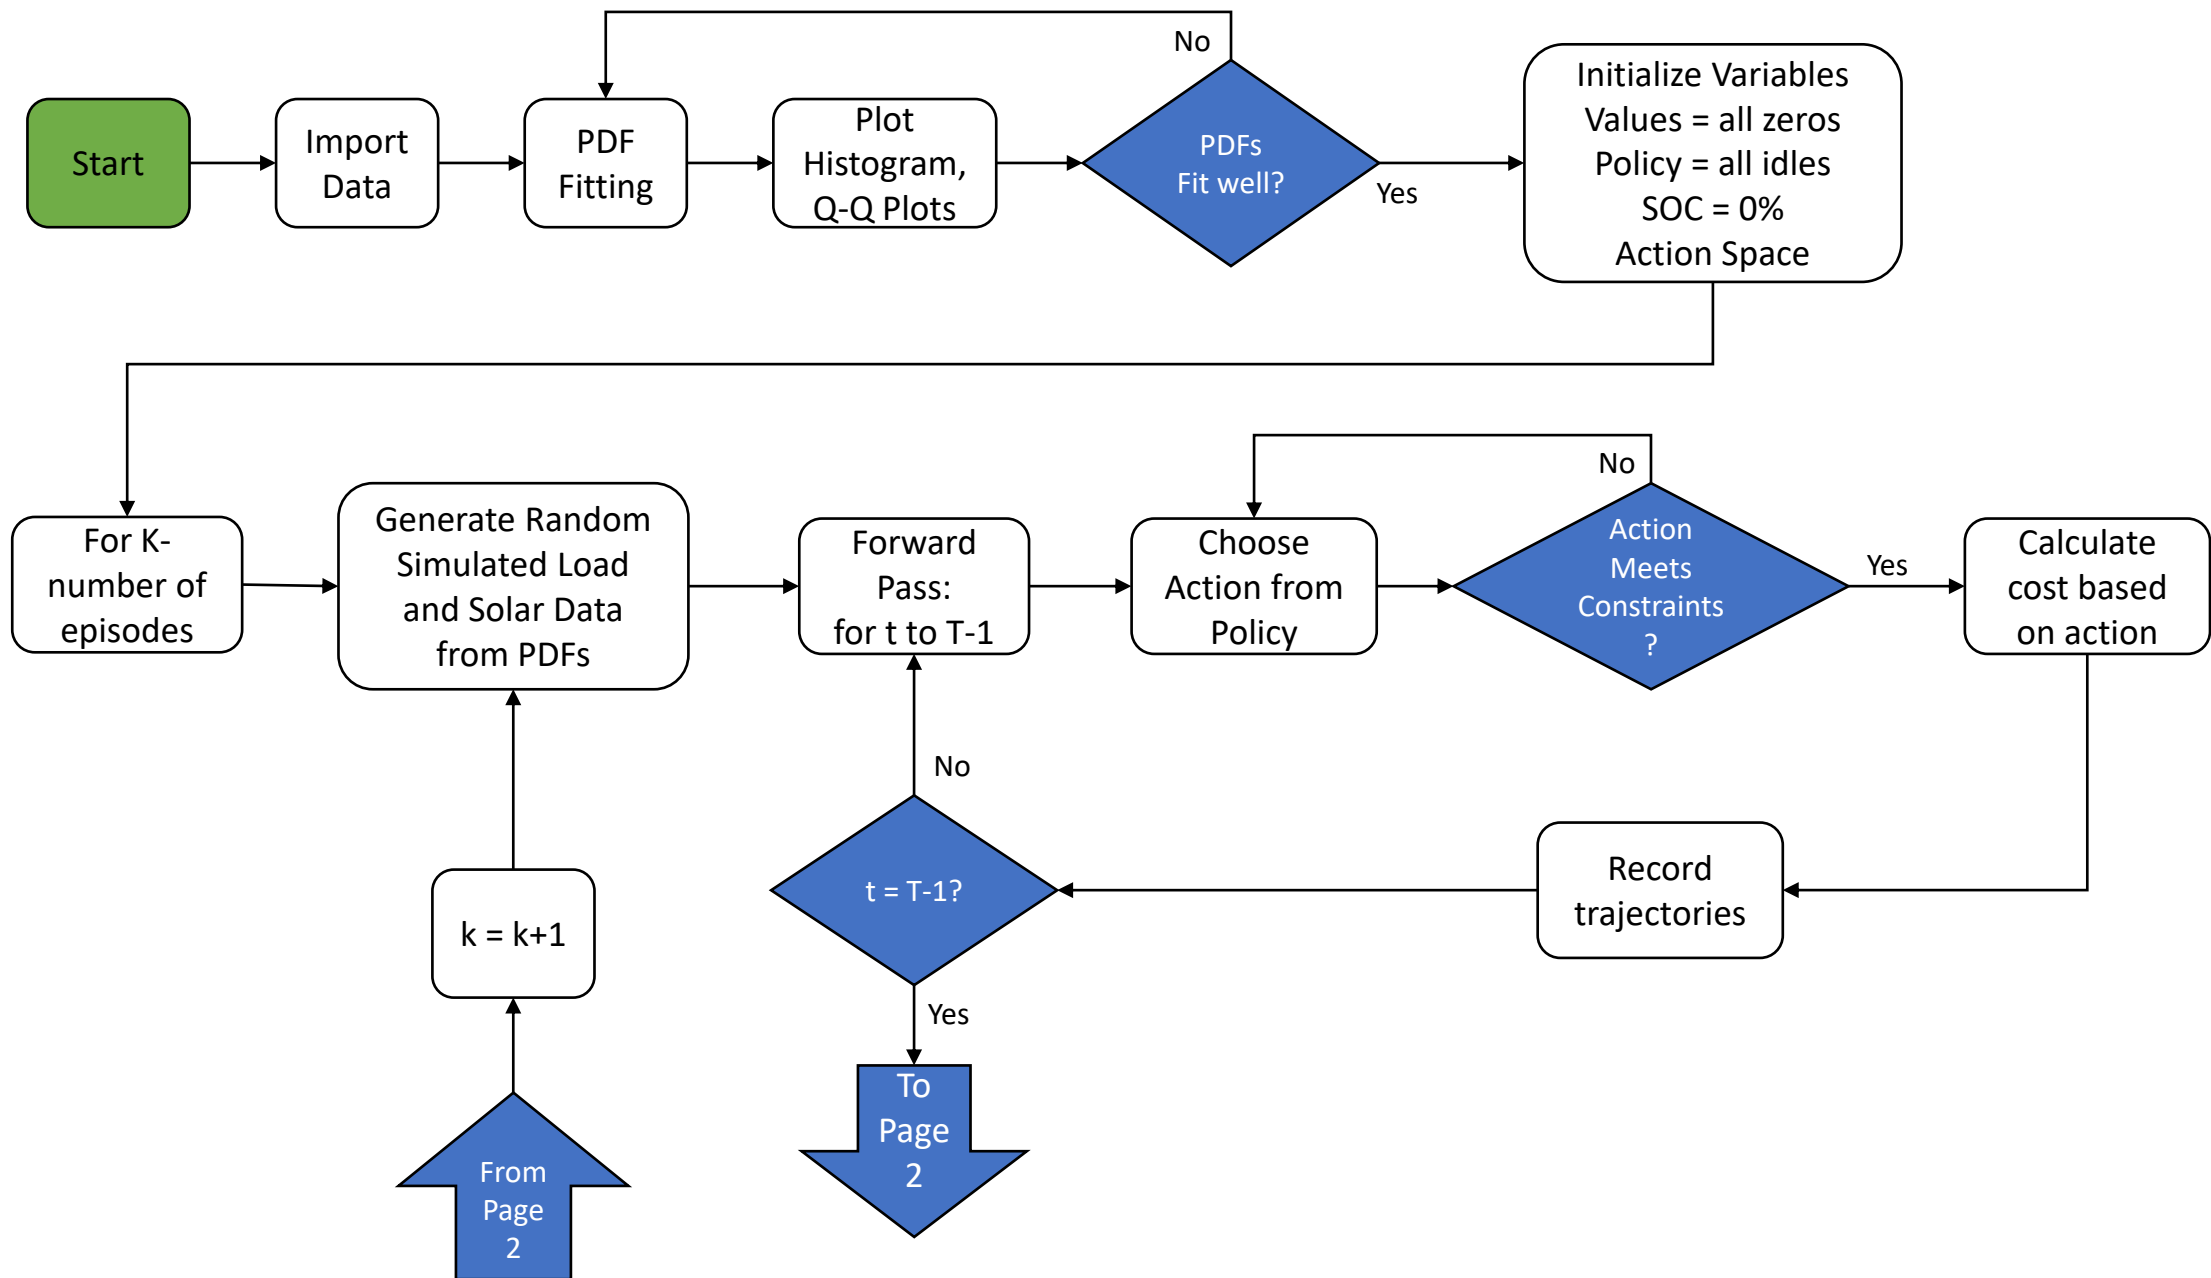 No
Start
Import
Data
PDF
Fitting
Plot
Histogram,
Q-Q Plots
PDFs
Fit well?
Yes
Initialize Variables
Values = all zeros
Policy = all idles
SOC = 0%
Action Space
For K-
number of
episodes
Generate Random
Simulated Load
and Solar Data
from PDFs
Forward
Pass:
for t to T-1
Choose
Action from
Policy
No
Action
Meets
Constraints
?
Yes
Calculate
cost based
on action
No
Record
trajectories
t = T-1?
k = k+1
Yes
To
Page
2
From
Page
2